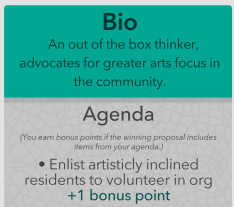 Bio
An out of the box thinker,
advocates for greater arts focus in
the community.
Agenda
(You earn bonus points if the winning proposal includes
items from your agenda.)
• Enlist artisticly inclined
residents to volunteer in org
+1 bonus point